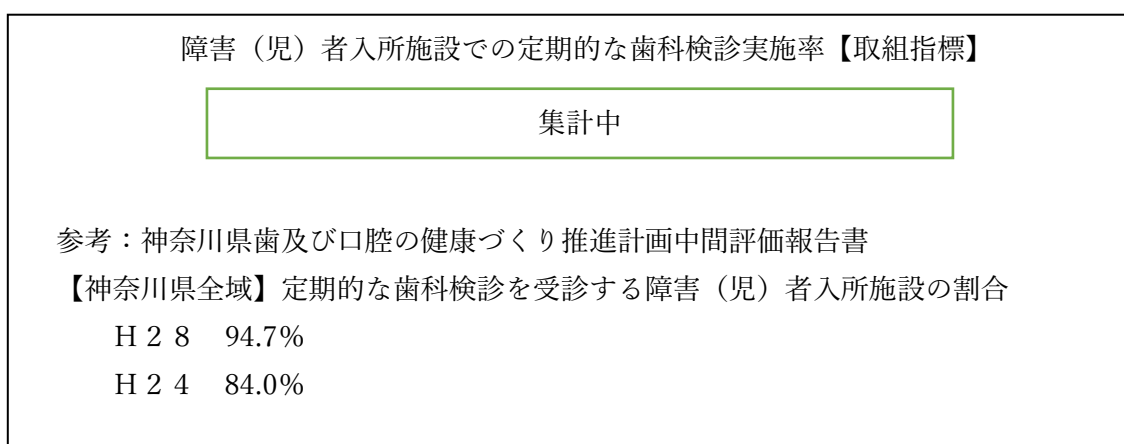 障害（児）者入所施設での定期的な歯科検診実施率【取組指標】
集計中
参考：神奈川県歯及び口腔の健康づくり推進計画中間評価報告書
【神奈川県全域】定期的な歯科検診を受診する障害（児）者入所施設の割合
Ｈ２８　94.7％
Ｈ２４　84.0％